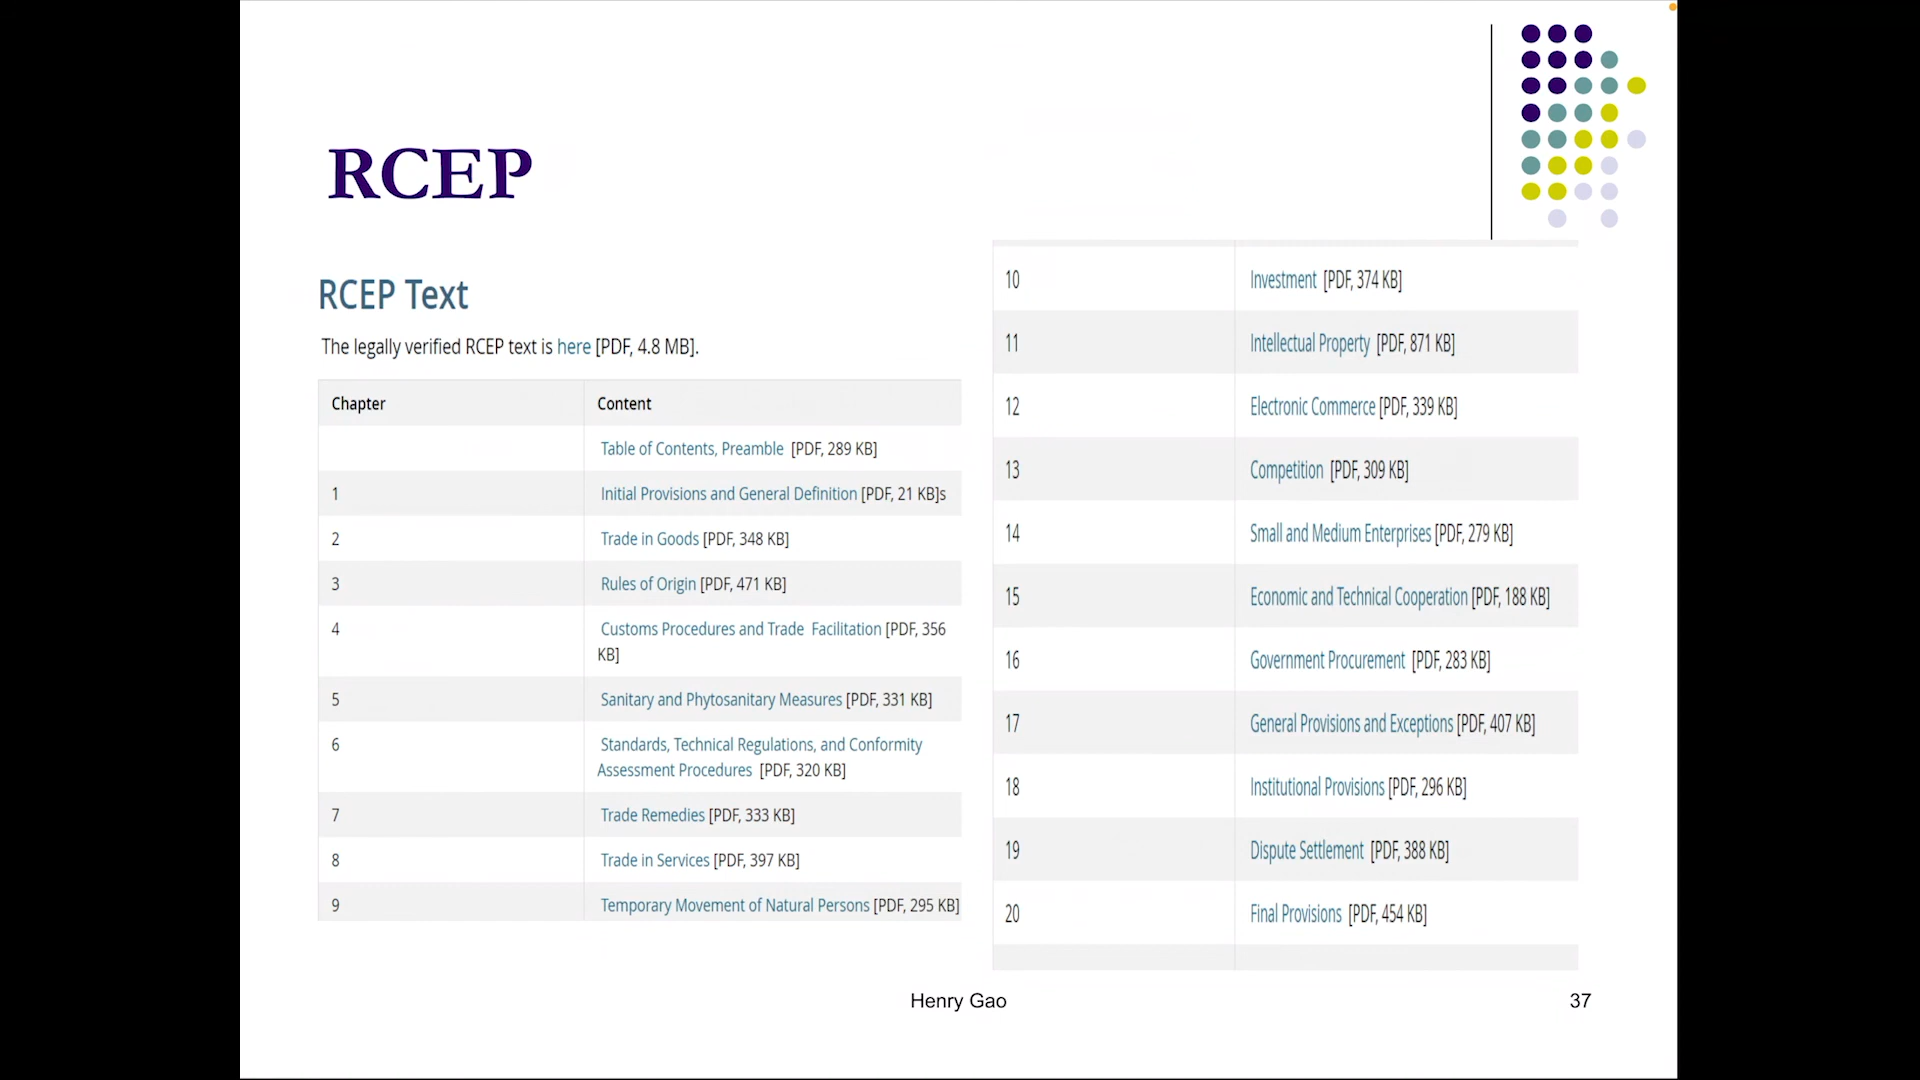 RCEP
RCEP Text
The legally verified RCEP text is here [PDF, 4.8 MB].
Chapter Content
Table of Contents, Preamble [PDF, 289 KB]
1 Initial Provisions and General Definition [PDF, 21 KB]s
2 Trade in Goods [PDF, 348 KB]
3 Rules of Origin [PDF, 471 KB]
4 Customs Procedures and Trade Facilitation [PDF, 356
KB]
5 Sanitary and Phytosanitary Measures [PDF, 331 KB]
6 Standards, Technical Regulations, and Conformity
Assessment Procedures [PDF, 320 KB]
7 Trade Remedies [PDF, 333 KB]
8 Trade in Services [PDF, 397 KB]
9 Temporary Movement of Natural Persons [PDF, 295 KB]
10 Investment [PDF, 374 KB]
11 Intellectual Property [PDF, 871 KB]
12 Electronic Commerce [PDF, 339 KB]
13 Competition [PDF, 309 KB]
14 Small and Medium Enterprises [PDF, 279 KB]
15 Economic and Technical Cooperation [PDF, 188 KB]
16 Government Procurement [PDF, 283 KB]
17 General Provisions and Exceptions [PDF, 407 KB]
18 Institutional Provisions [PDF, 296 KB]
19 Dispute Settlement [PDF, 388 KB]
20 Final Provisions [PDF, 454 KB]
Henry Gao
37